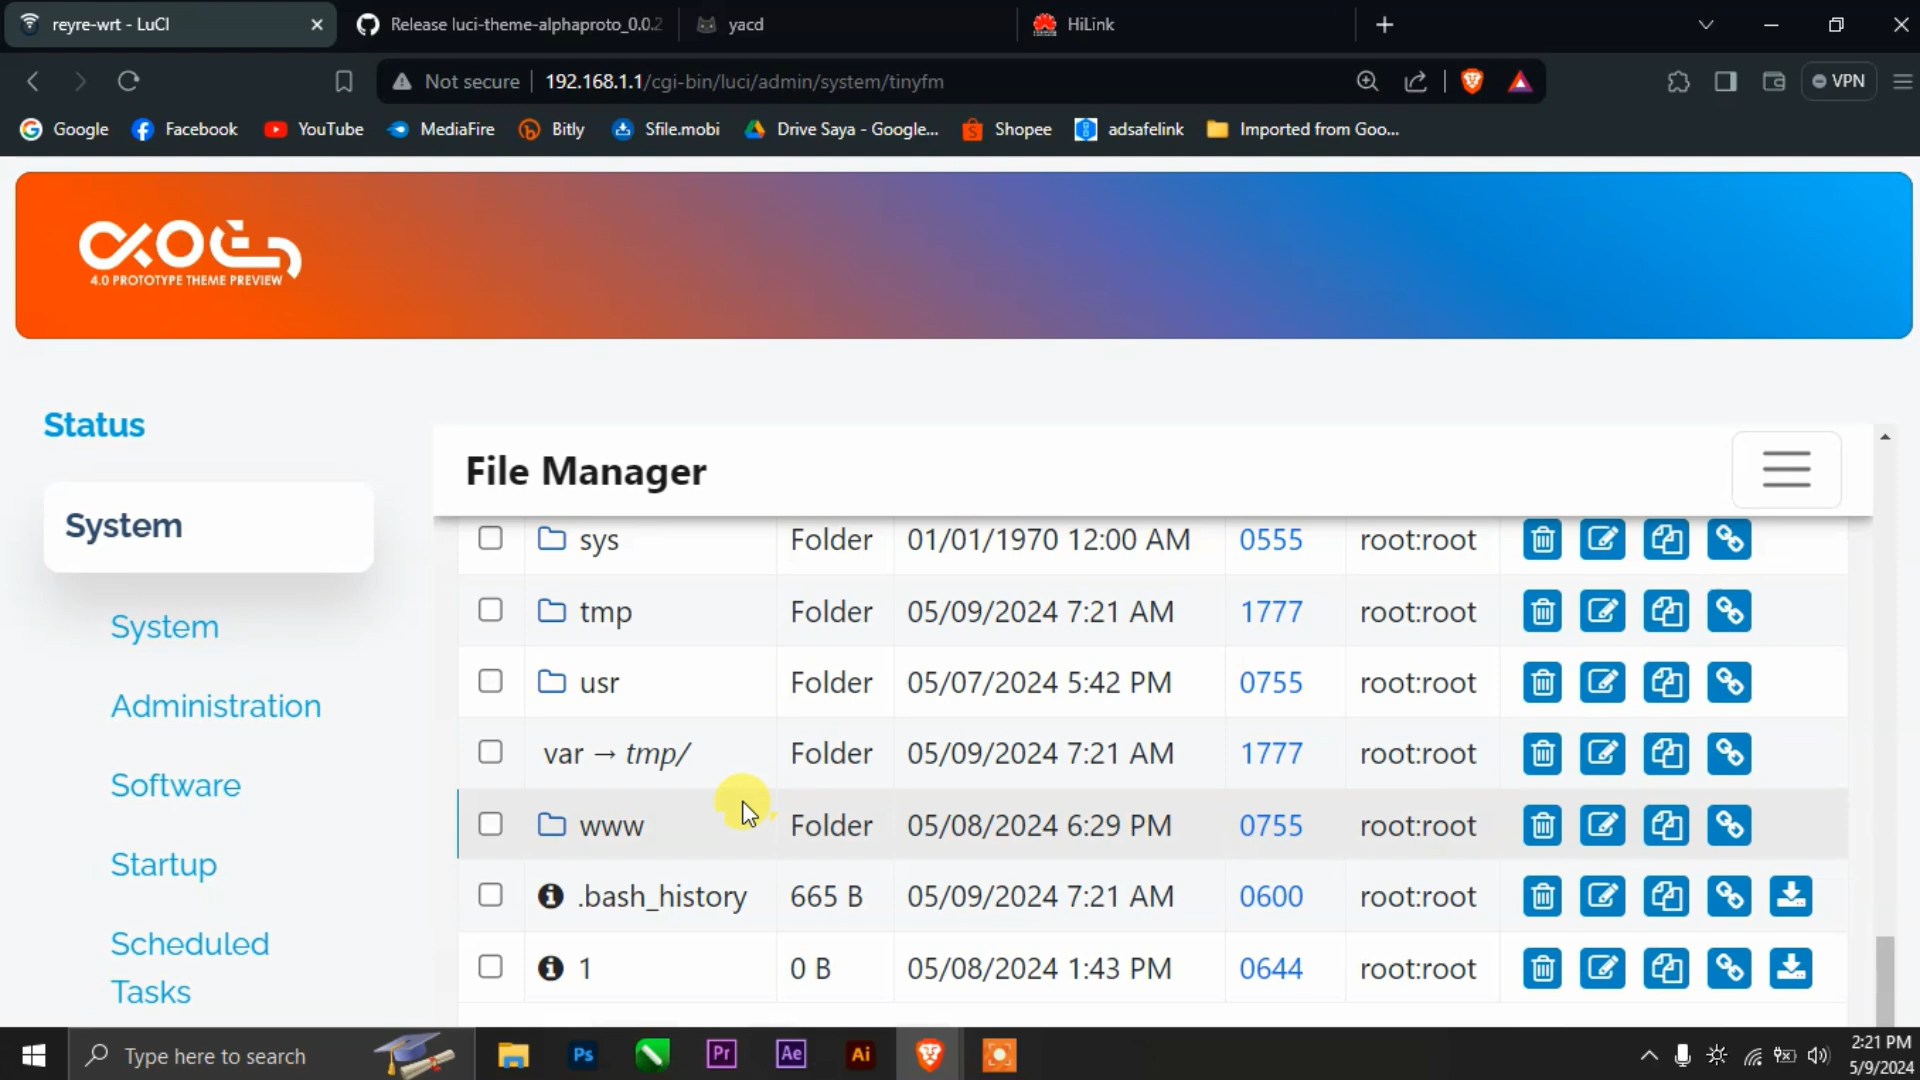 reyre-wrt - LuCI
Release luci-theme-alphaproto_0.0.2
yacd
HiLink
Not secure
192.168.1.1/cgi-bin/luci/admin/system/tinyfm
VPN
Google
Facebook
YouTube
MediaFire
Bitly
Sfile.mobi
Drive Saya - Google...
Shopee
adsafelink
Imported from Goo...
4.0 PROTOTYPE THEME PREVIEW
Status
System
System
Administration
Software
Startup
Scheduled
Tasks
File Manager
sys Folder 01/01/1970 12:00 AM 0555 root:root
tmp Folder 05/09/2024 7:21 AM 1777 root:root
usr Folder 05/07/2024 5:42 PM 0755 root:root
var → tmp/ Folder 05/09/2024 7:21 AM 1777 root:root
www Folder 05/08/2024 6:29 PM 0755 root:root
.bash_history 665 B 05/09/2024 7:21 AM 0600 root:root
1 0 B 05/08/2024 1:43 PM 0644 root:root
Type here to search
Ps
Pr
Ae
Ai
2:21 PM
5/9/2024